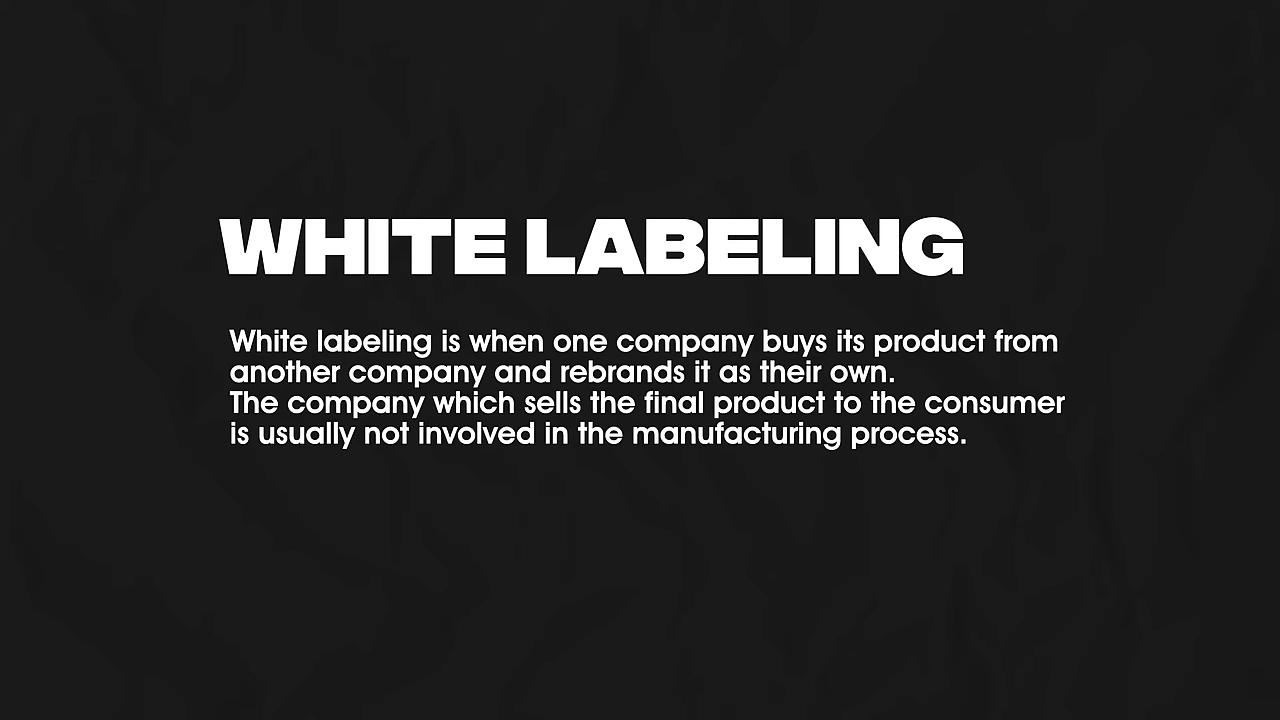 WHITE LABELING
White labeling is when one company buys its product from
another company and rebrands it as their own.
The company which sells the final product to the consumer
is usually not involved in the manufacturing process.